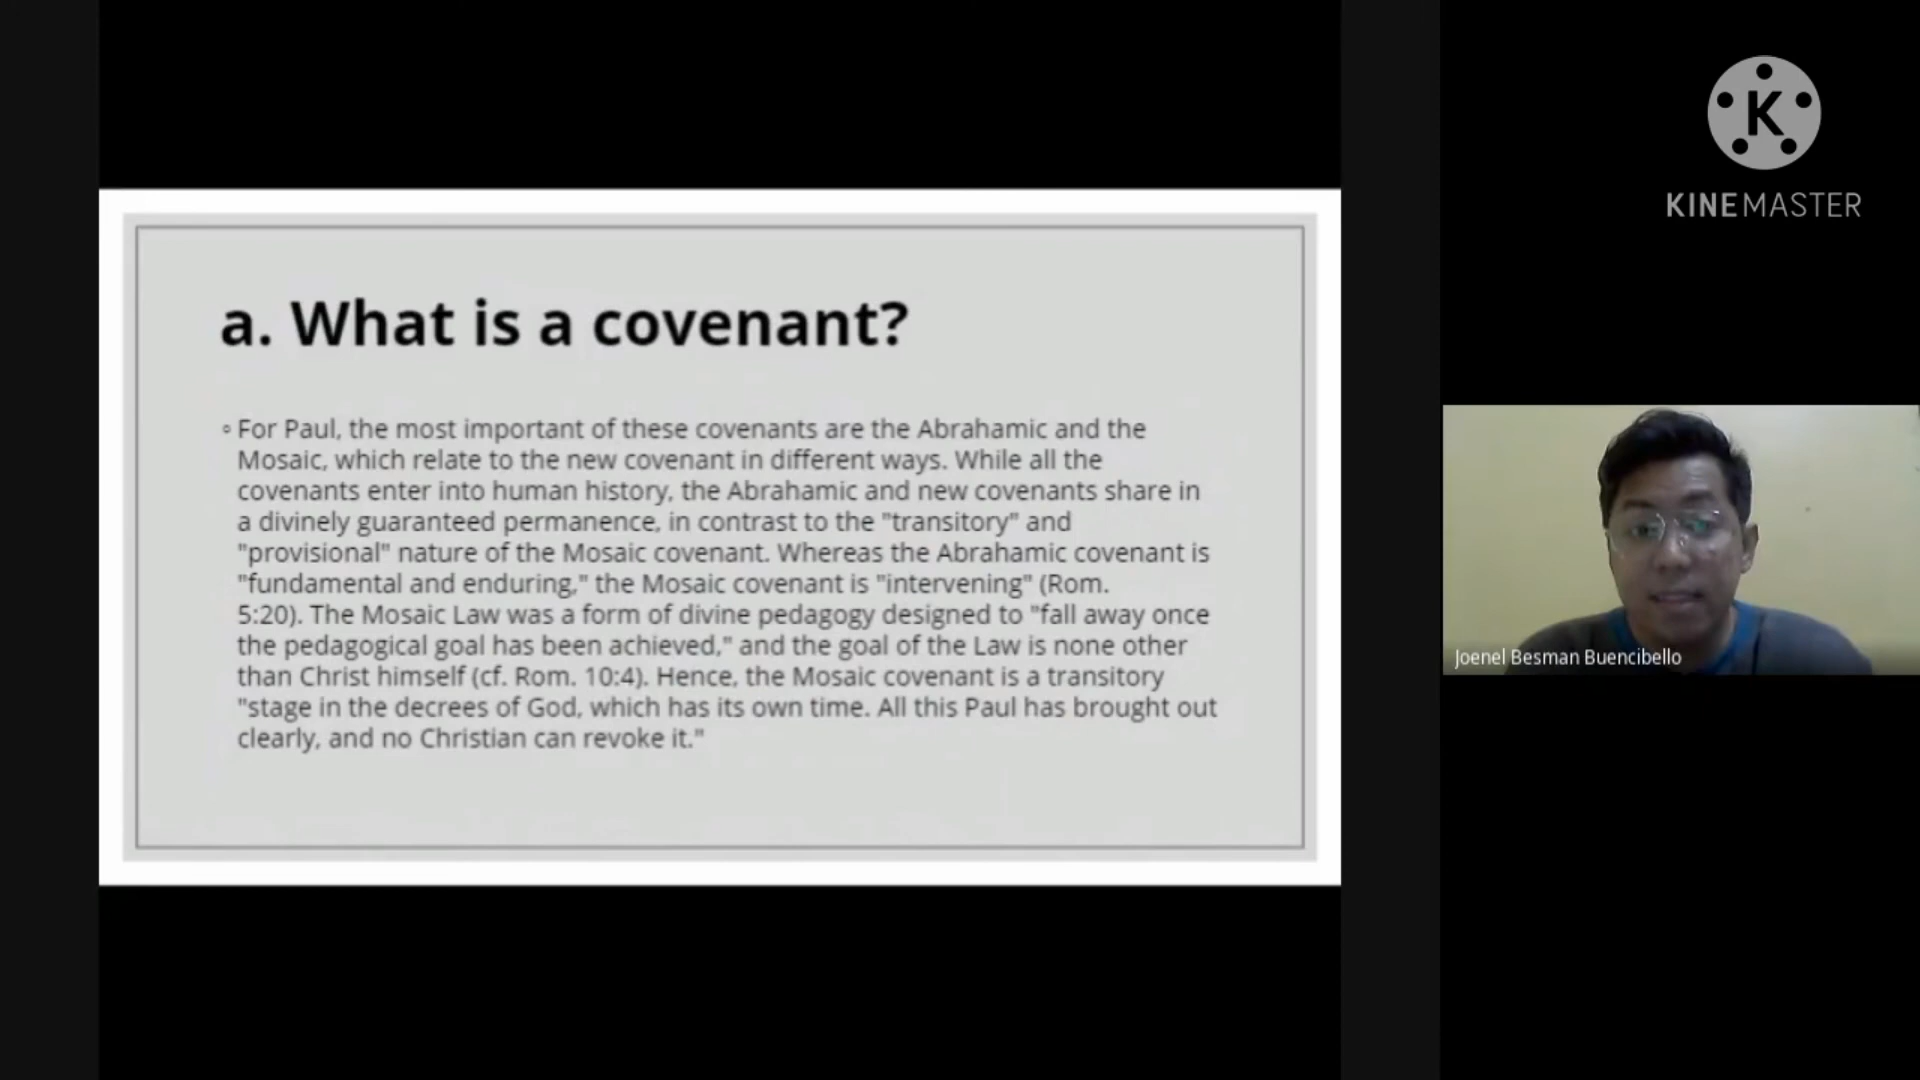 a. What is a covenant?
◦ For Paul, the most important of these covenants are the Abrahamic and the
Mosaic, which relate to the new covenant in different ways. While all the
covenants enter into human history, the Abrahamic and new covenants share in
a divinely guaranteed permanence, in contrast to the "transitory" and
"provisional" nature of the Mosaic covenant. Whereas the Abrahamic covenant is
"fundamental and enduring," the Mosaic covenant is "intervening" (Rom.
5:20). The Mosaic Law was a form of divine pedagogy designed to "fall away once
the pedagogical goal has been achieved," and the goal of the Law is none other
than Christ himself (cf. Rom. 10:4). Hence, the Mosaic covenant is a transitory
"stage in the decrees of God, which has its own time. All this Paul has brought out
clearly, and no Christian can revoke it."
K
KINEMASTER
Joenel Besman Buencibello